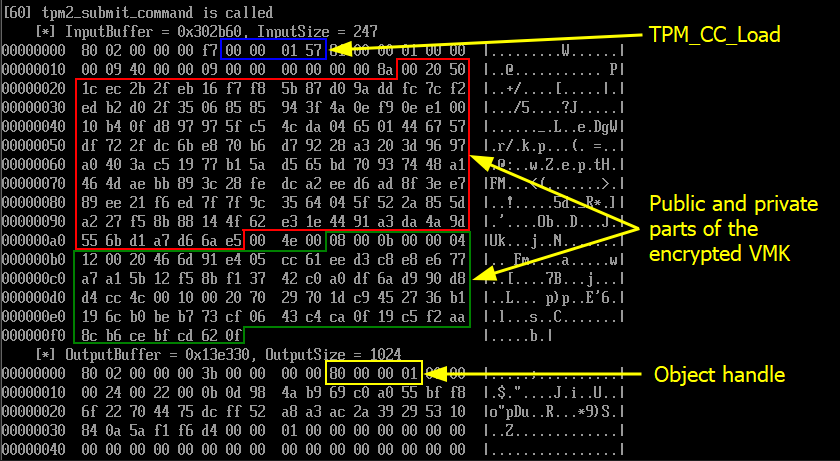 [60] tpm2_submit_command is called
[*] InputBuffer = 0x302b60, InputSize = 247
00000000 80 02 00 00 00 f7 00 00 01 57 00 00 01 00 00 |.........W......|
TPM_CC_Load
00000010 00 09 40 00 00 09 00 00 00 00 00 00 8a 00 20 50 |..@........... P|
00000020 1c ec 2b 2f eb 16 f7 f8 5b 87 d0 9a dd fc 7c f2 |..+/....[.....|.|
00000030 ed b2 d0 2f 35 06 85 85 94 3f 4a 0e f9 0e e1 00 |.../5....?J.....|
00000040 10 b4 0f d8 97 97 5f c5 4c da 04 65 01 44 67 57 |......_.L..e.DgW|
00000050 df 72 2f dc 6b e8 70 b6 d7 92 28 a3 20 3d 96 97 |.r/.k.p...(. =..|
00000060 a0 40 3a c5 19 77 b1 5a d5 65 bd 70 93 74 48 a1 |.@:..w.Z.e.p.tH.|
00000070 46 4d ae bb 89 3c 28 fe dc a2 ee d6 ad 8f 3e e7 |FM...<(.......>.|
00000080 89 ee 21 f6 ed 7f 7f 9c 35 64 04 5f 52 2a 85 5d |..!.....5d._R*.]|
00000090 a2 27 f5 8b 88 14 4f 62 e3 1e 44 91 a3 da 4a 9d |.'....Ob..D...J.|
000000a0 55 6b d1 a7 d6 6a e5 00 4e 00 08 00 0b 00 00 04 |Uk...j..N.......|
000000b0 12 00 20 46 6d 91 e4 05 cc 61 ee d3 c8 e8 e6 77 |.. Fm....a.....w|
000000c0 a7 a1 5b 12 f5 8b f1 37 42 c0 a0 df 6a d9 90 d8 |..[....7B...j...|
000000d0 d4 cc 4c 00 10 00 20 70 29 70 1d c9 45 27 36 b1 |..L... p)p..E'6.|
000000e0 19 6c b0 be b7 73 cf 06 43 c4 ca 0f 19 c5 f2 aa |.l...s..C.......|
000000f0 8c b6 ce bf cd 62 0f |.....b.|
Public and private
parts of the
encrypted VMK
[*] OutputBuffer = 0x13e330, OutputSize = 1024
00000000 80 02 00 00 00 3b 00 00 00 00 80 00 00 01 00 00 |.....;..........|
00000010 00 24 00 22 00 0b 0d 98 4a b9 69 c0 a0 55 bf f8 |.$."....J.i..U..|
00000020 6f 22 70 44 75 dc ff 52 a8 a3 ac 2a 39 29 53 10 |o"pDu..R...*9)S.|
00000030 84 0a 5a f1 f6 d4 00 00 01 00 00 00 00 00 00 00 |..Z.............|
00000040 00 00 00 00 00 00 00 00 00 00 00 00 00 00 00 00 |................|
Object handle